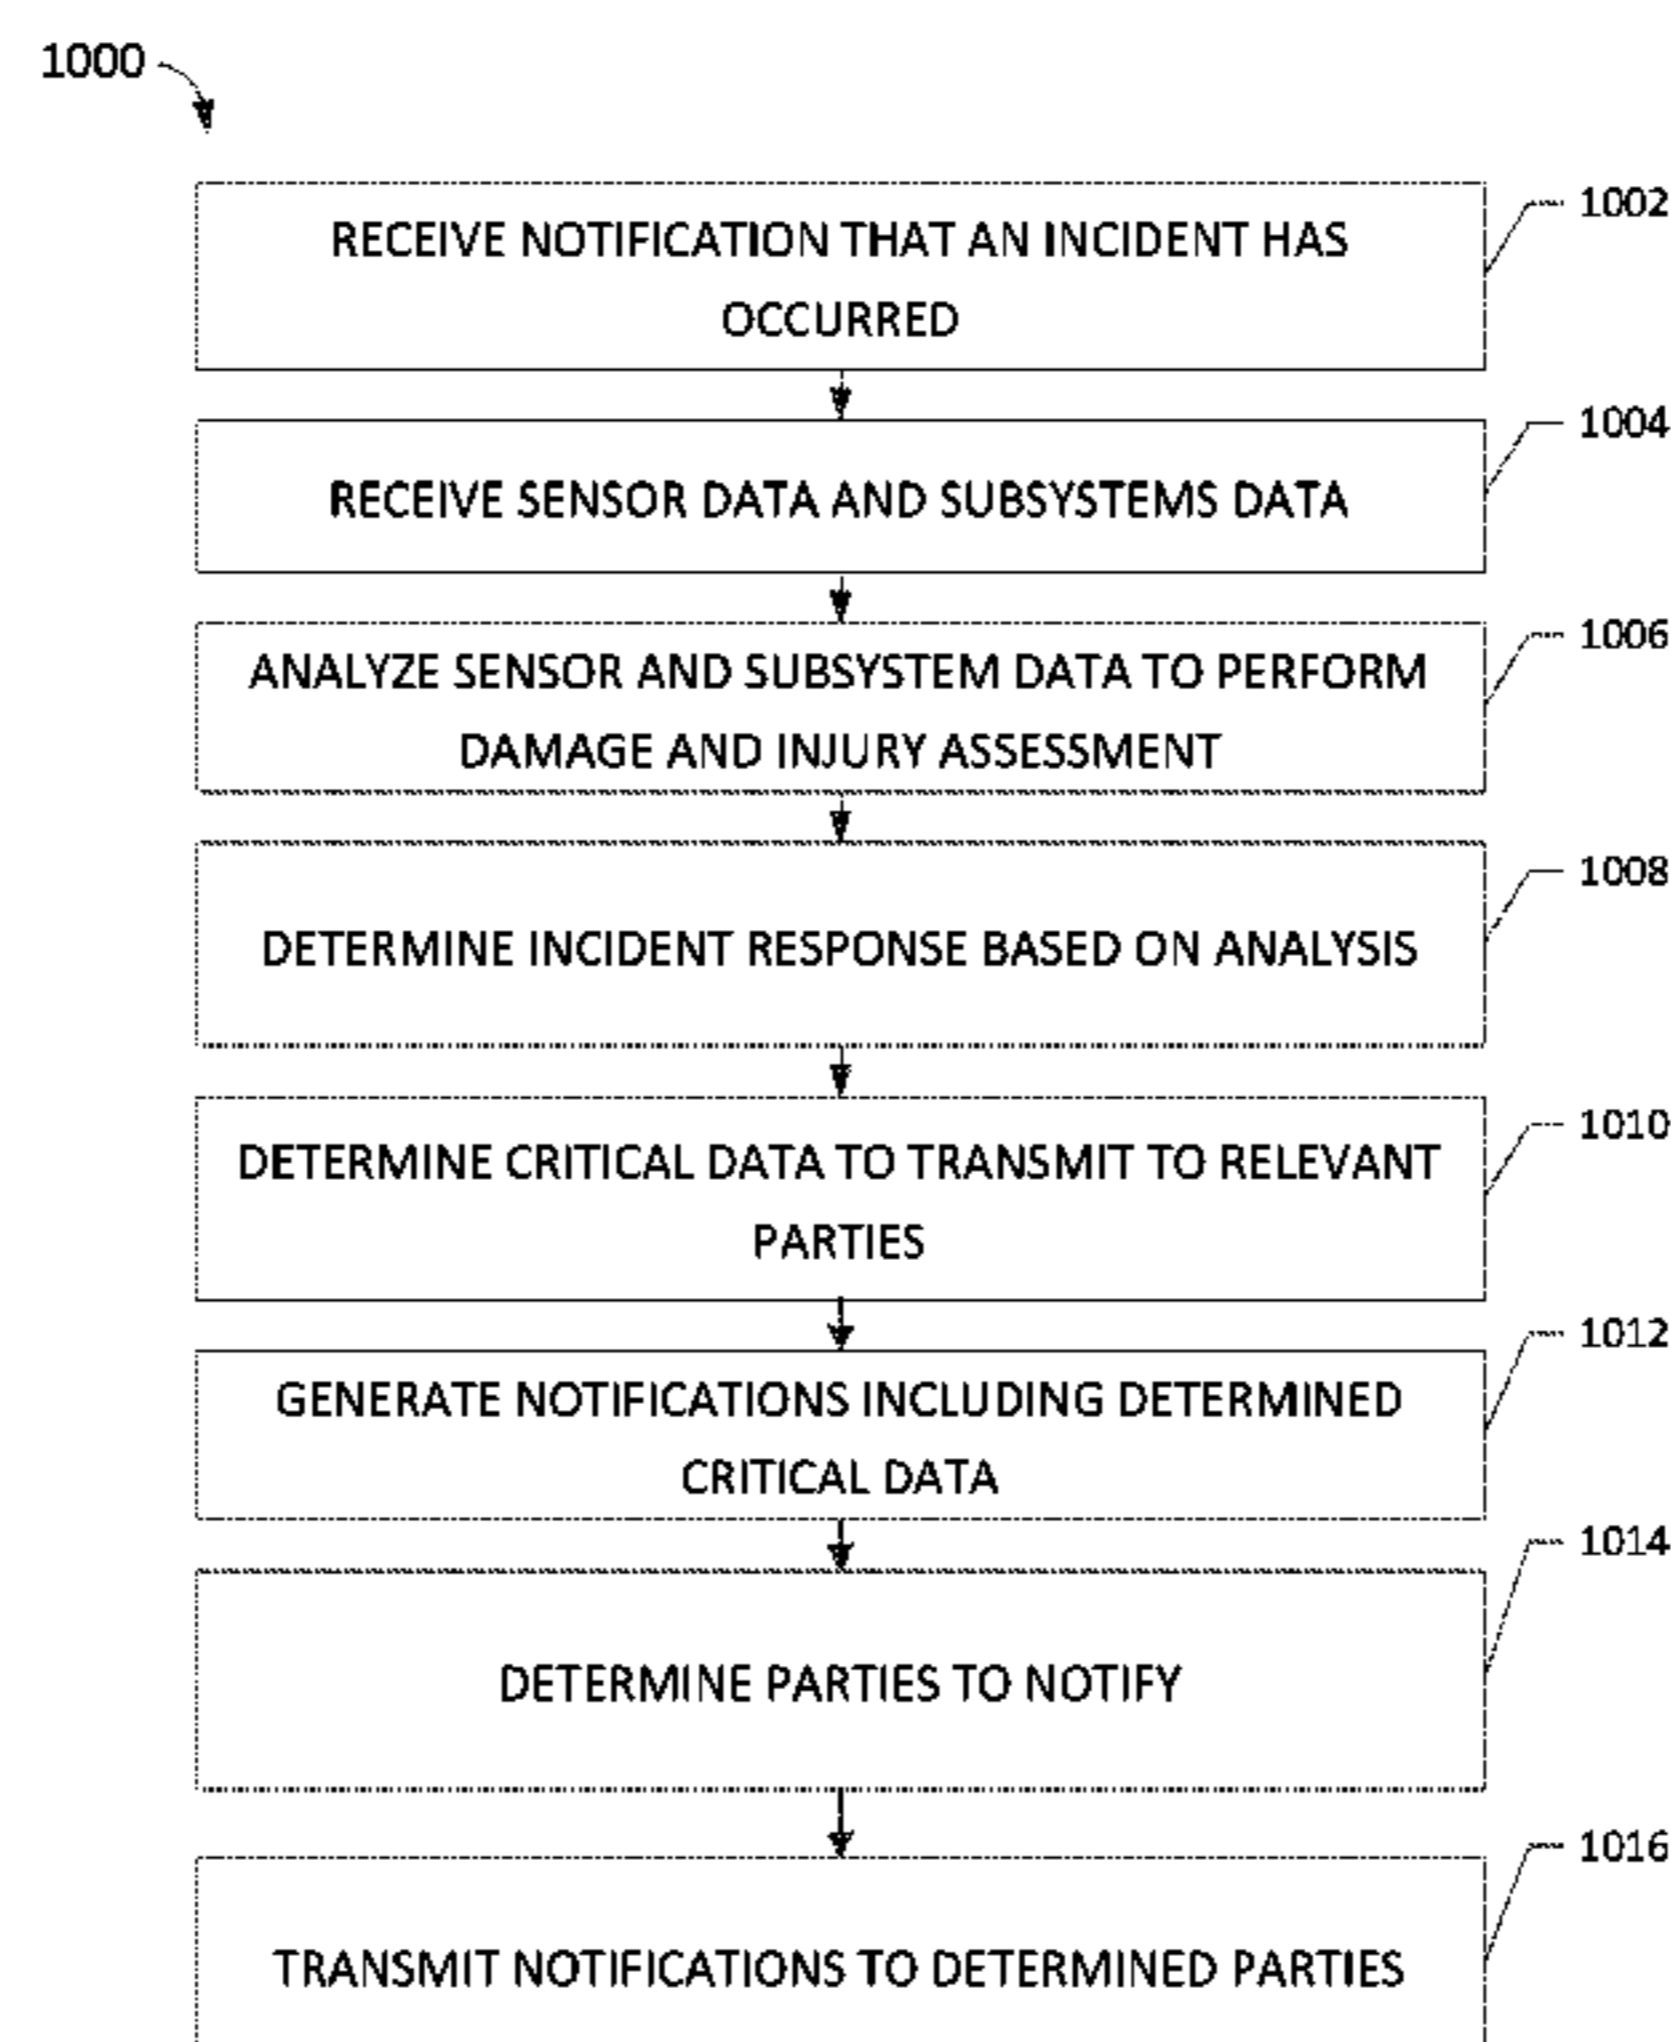 1000
RECEIVE NOTIFICATION THAT AN INCIDENT HAS
OCCURRED
1002
RECEIVE SENSOR DATA AND SUBSYSTEMS DATA
1004
ANALYZE SENSOR AND SUBSYSTEM DATA TO PERFORM
DAMAGE AND INJURY ASSESSMENT
1006
DETERMINE INCIDENT RESPONSE BASED ON ANALYSIS
1008
DETERMINE CRITICAL DATA TO TRANSMIT TO RELEVANT
PARTIES
1010
GENERATE NOTIFICATIONS INCLUDING DETERMINED
CRITICAL DATA
1012
DETERMINE PARTIES TO NOTIFY
1014
TRANSMIT NOTIFICATIONS TO DETERMINED PARTIES
1016